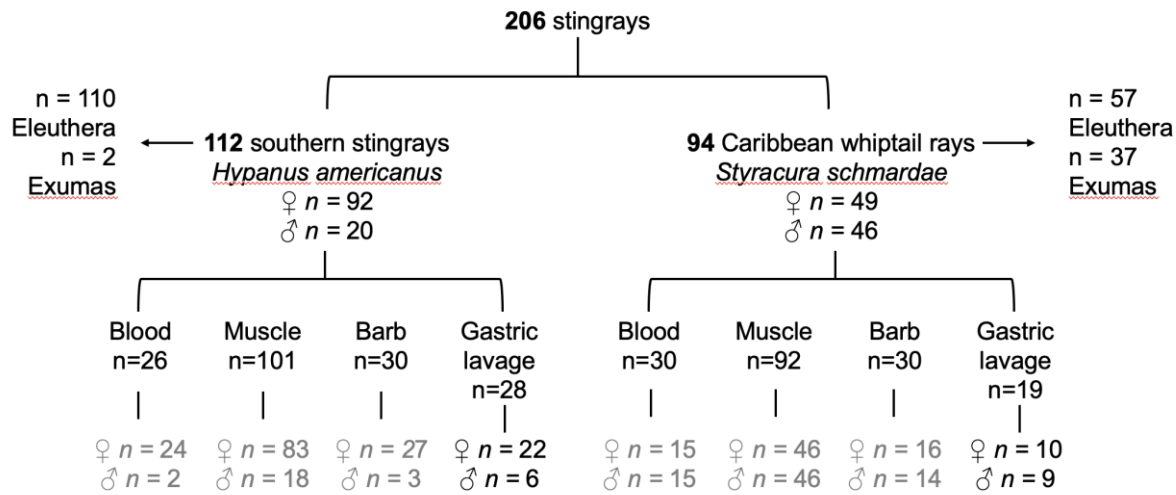 206 stingrays
n = 110
Eleuthera
n = 2
Exumas
112 southern stingrays
Hypanus americanus
♀ n = 92
♂ n = 20
94 Caribbean whiptail rays
Styracura schmardae
♀ n = 49
♂ n = 46
n = 57
Eleuthera
n = 37
Exumas
Blood
n=26
♀ n = 24
♂ n = 2
Muscle
n=101
♀ n = 83
♂ n = 18
Barb
n=30
♀ n = 27
♂ n = 3
Gastric
lavage
n=28
♀ n = 22
♂ n = 6
Blood
n=30
♀ n = 15
♂ n = 15
Muscle
n=92
♀ n = 46
♂ n = 46
Barb
n=30
♀ n = 16
♂ n = 14
Gastric
lavage
n=19
♀ n = 10
♂ n = 9